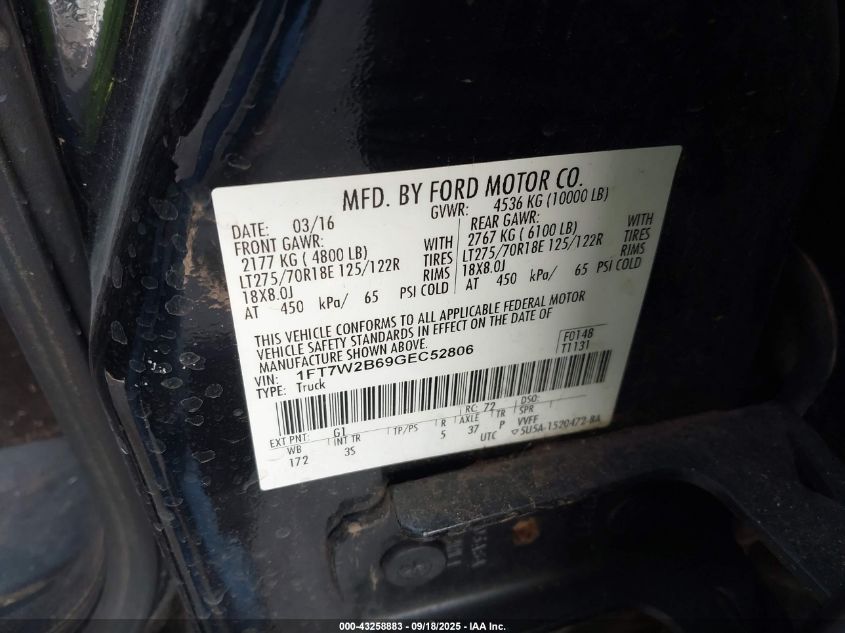 MFD. BY FORD MOTOR CO.
DATE: 03/16 GVWR: 4536 KG (10000 LB)
FRONT GAWR: REAR GAWR:
2177 KG ( 4800 LB) WITH 2767 KG ( 6100 LB) WITH
LT275/70R18E 125/122R TIRES LT275/70R18E 125/122R TIRES
18X8.0J RIMS 18X8.0J RIMS
AT 450 kPa/ 65 PSI COLD AT 450 kPa/ 65 PSI COLD
THIS VEHICLE CONFORMS TO ALL APPLICABLE FEDERAL MOTOR
VEHICLE SAFETY STANDARDS IN EFFECT ON THE DATE OF
MANUFACTURE SHOWN ABOVE.
VIN: 1FT7W2B69GEC52806 F0148
TYPE: Truck T1131
EXT PNT: G1 RC: 72 DSO:
WB INT TR TP/PS R AXLE TR SPR
172 3S 5 37 P VVFF
UTC ▽5U5A-1520472-BA
000-43258883 - 09/18/2025 - IAA Inc.